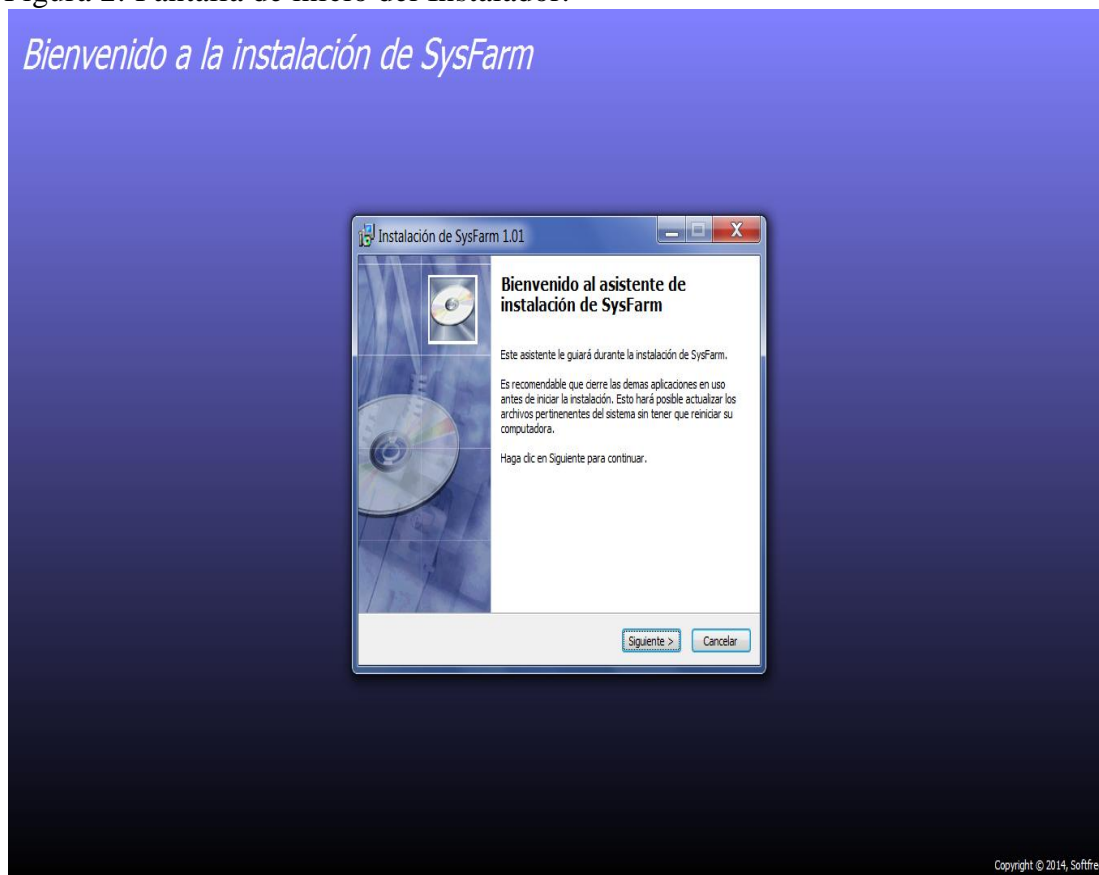 Bienvenido a la instalación de SysFarm
Instalación de SysFarm 1.01
Bienvenido al asistente de
instalación de SysFarm
Este asistente le guiará durante la instalación de SysFarm.
Es recomendable que cierre las demas aplicaciones en uso
antes de iniciar la instalación. Esto hará posible actualizar los
archivos pertinenentes del sistema sin tener que reiniciar su
computadora.
Haga clic en Siguiente para continuar.
Siguiente >
Cancelar
Copyright © 2014, Softfre